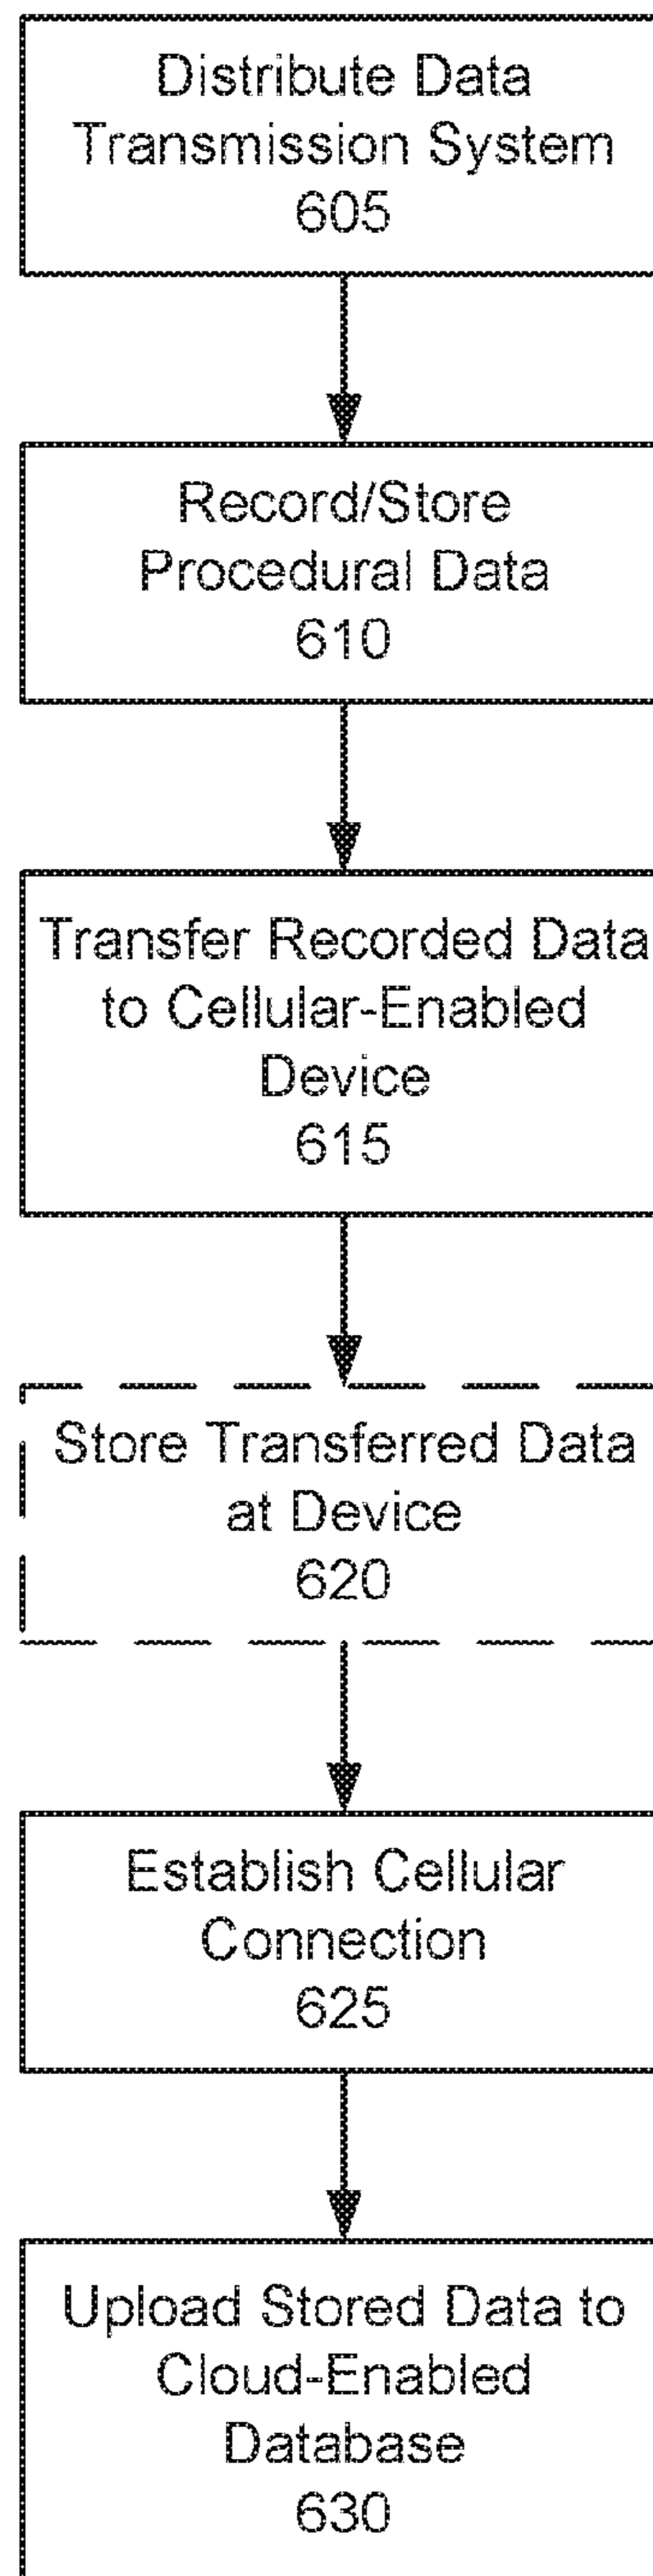 Distribute Data
Transmission System
605
Record/Store
Procedural Data
610
Transfer Recorded Data
to Cellular-Enabled
Device
615
Store Transferred Data
at Device
620
Establish Cellular
Connection
625
Upload Stored Data to
Cloud-Enabled
Database
630